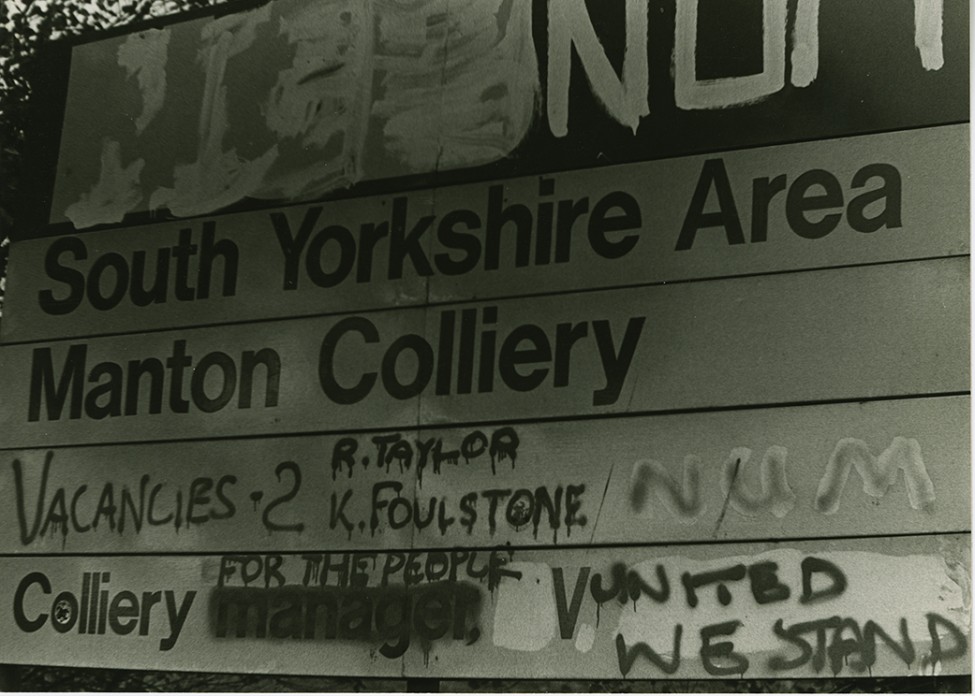 NUM
South Yorkshire Area
Manton Colliery
R. TAYLOR
VACANCIES - 2 K. FOULSTONE NUM
FOR THE PEOPLE
Colliery manager, V UNITED
WE STAND